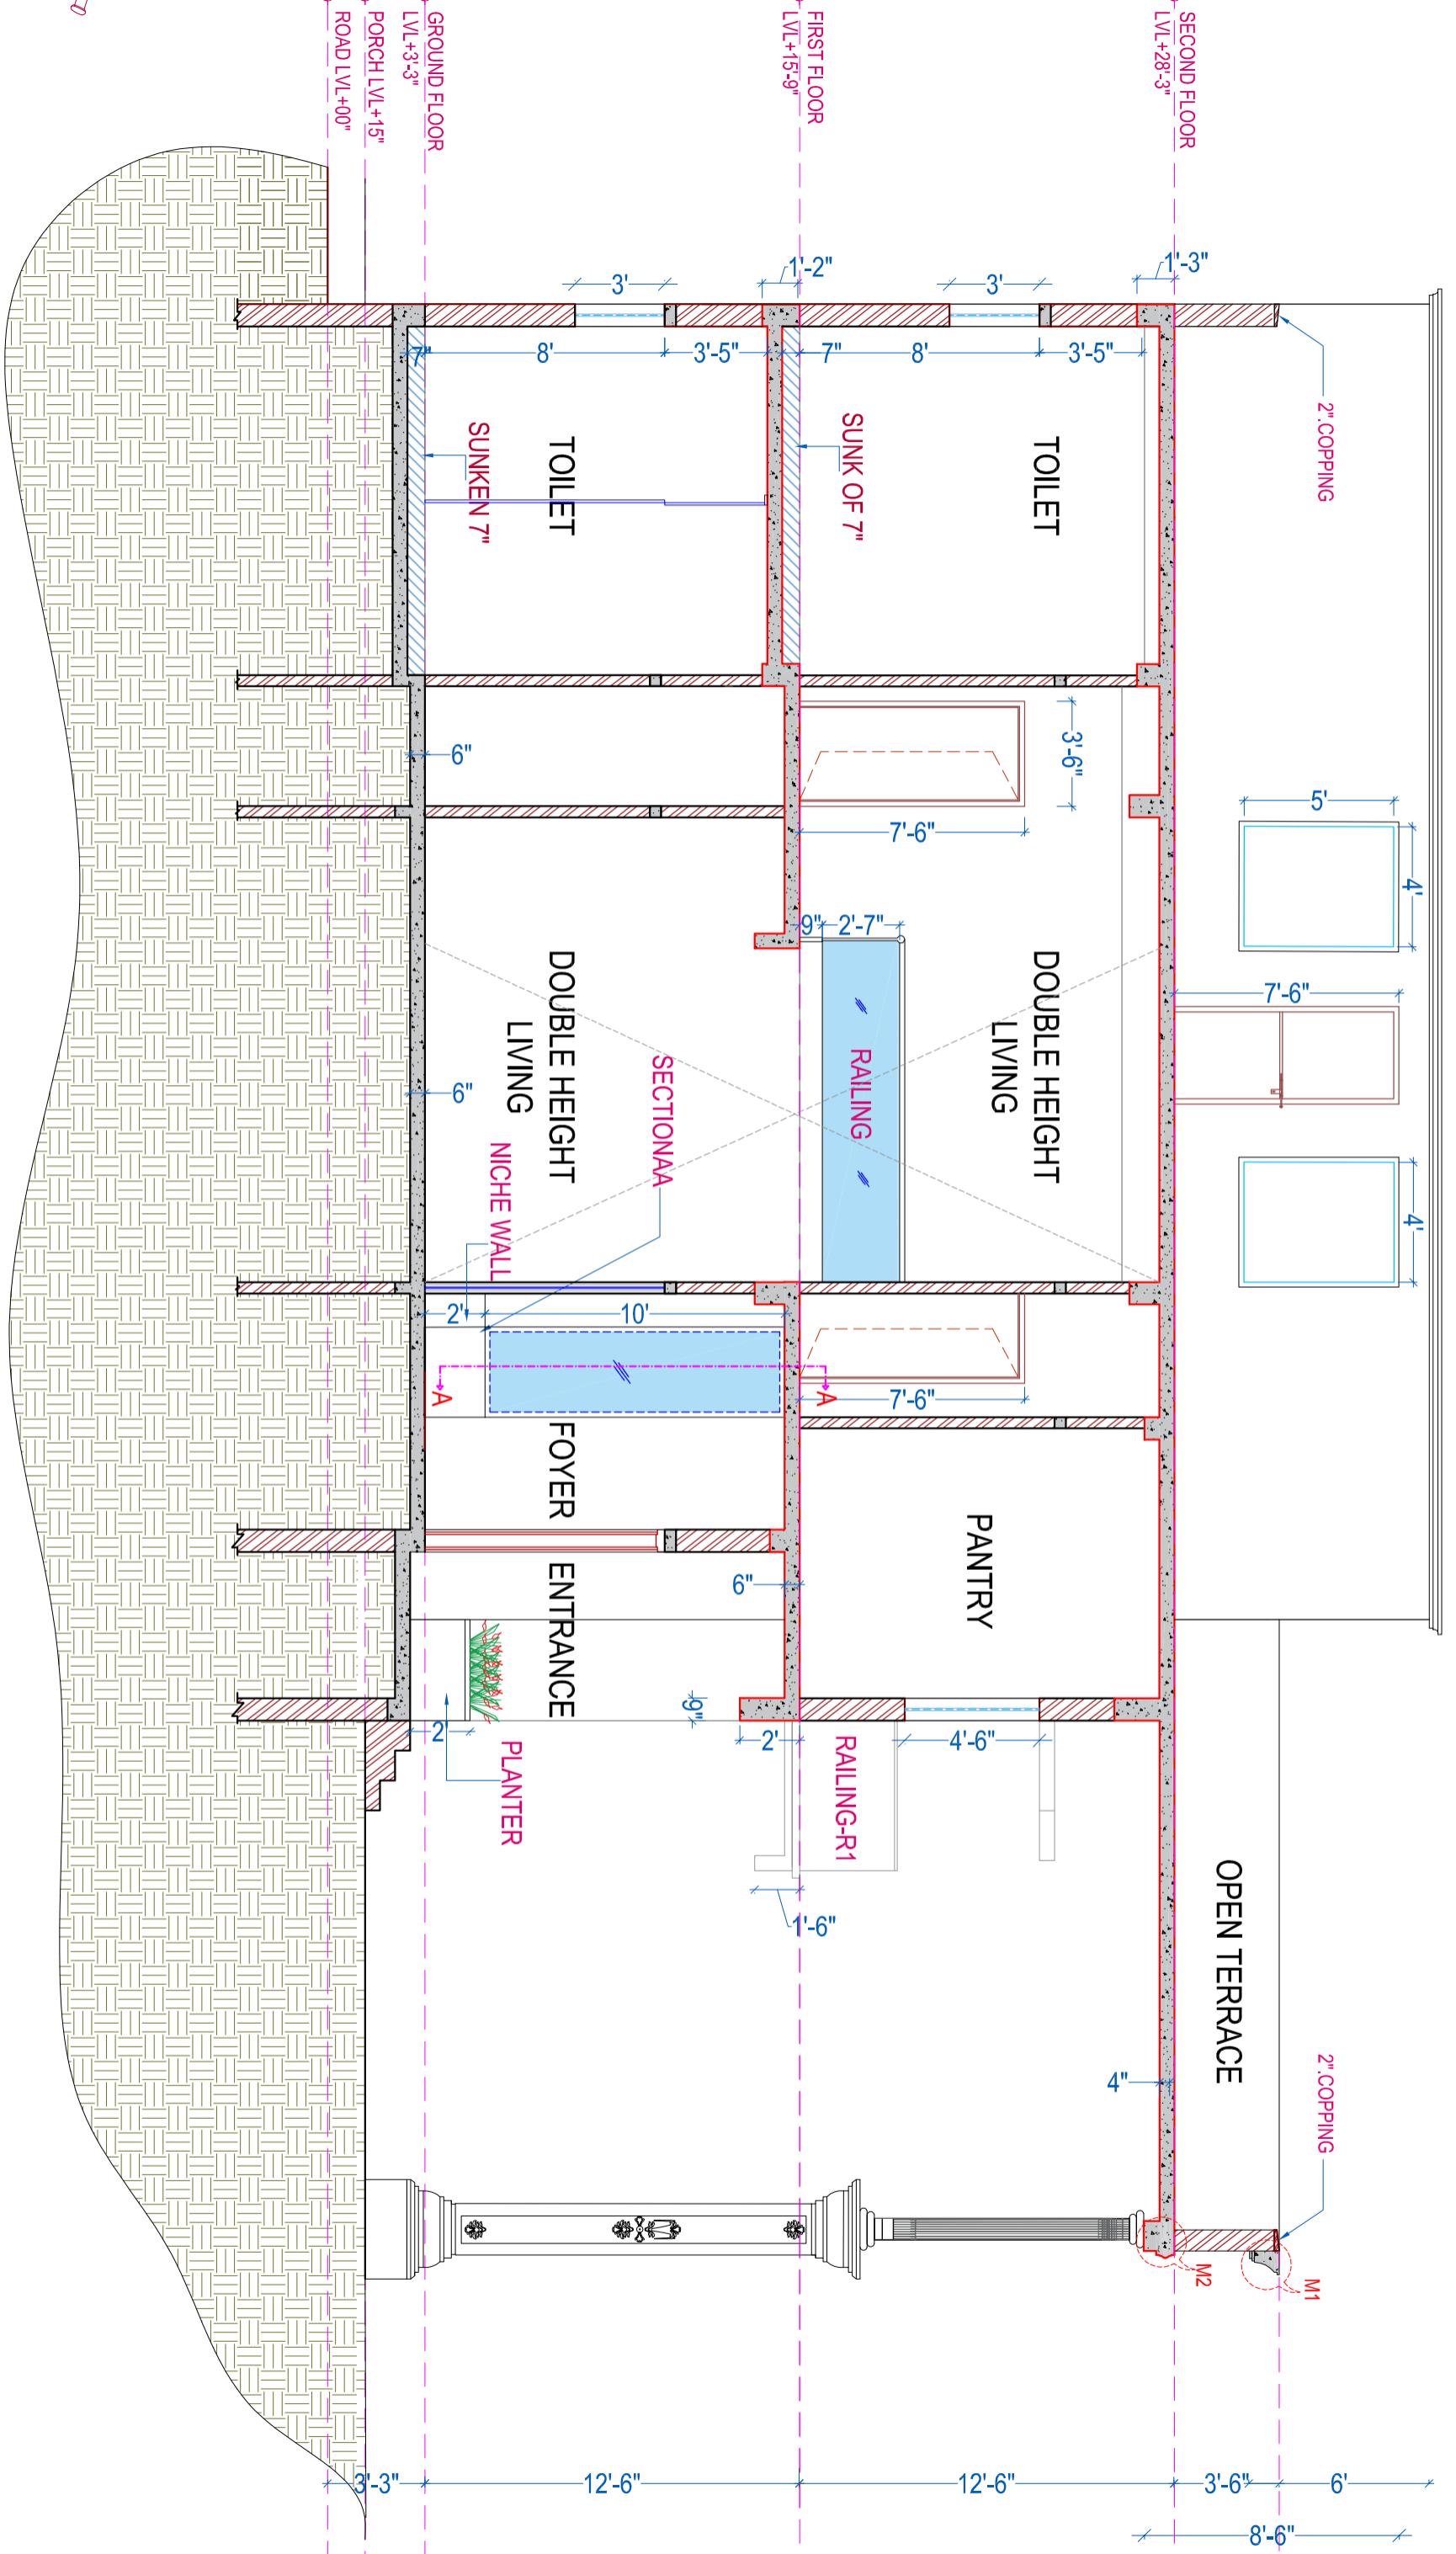 2".COPPING
2".COPPING
M1
5'
4'
7'-6"
4'
OPEN TERRACE
3'-6"
6'
8'-6"
SECOND FLOOR
LVL+28'-3"
1'-3"
M2
4"
3'
8'
3'-5"
7"
TOILET
SUNK OF 7"
3'-6"
7'-6"
DOUBLE HEIGHT
LIVING
9"
2'-7"
RAILING
7'-6"
PANTRY
4'-6"
RAILING-R1
12'-6"
FIRST FLOOR
LVL+15'-9"
1'-2"
3'
8'
3'-5"
7"
TOILET
SUNKEN 7"
6"
DOUBLE HEIGHT
LIVING
6"
SECTIONAA
NICHE WALL
2'
10'
A
A
FOYER
ENTRANCE
6"
9"
2'
2'
PLANTER
1'-6"
12'-6"
GROUND FLOOR
LVL+3'-3"
PORCH LVL+15"
ROAD LVL+00"
3'-3"